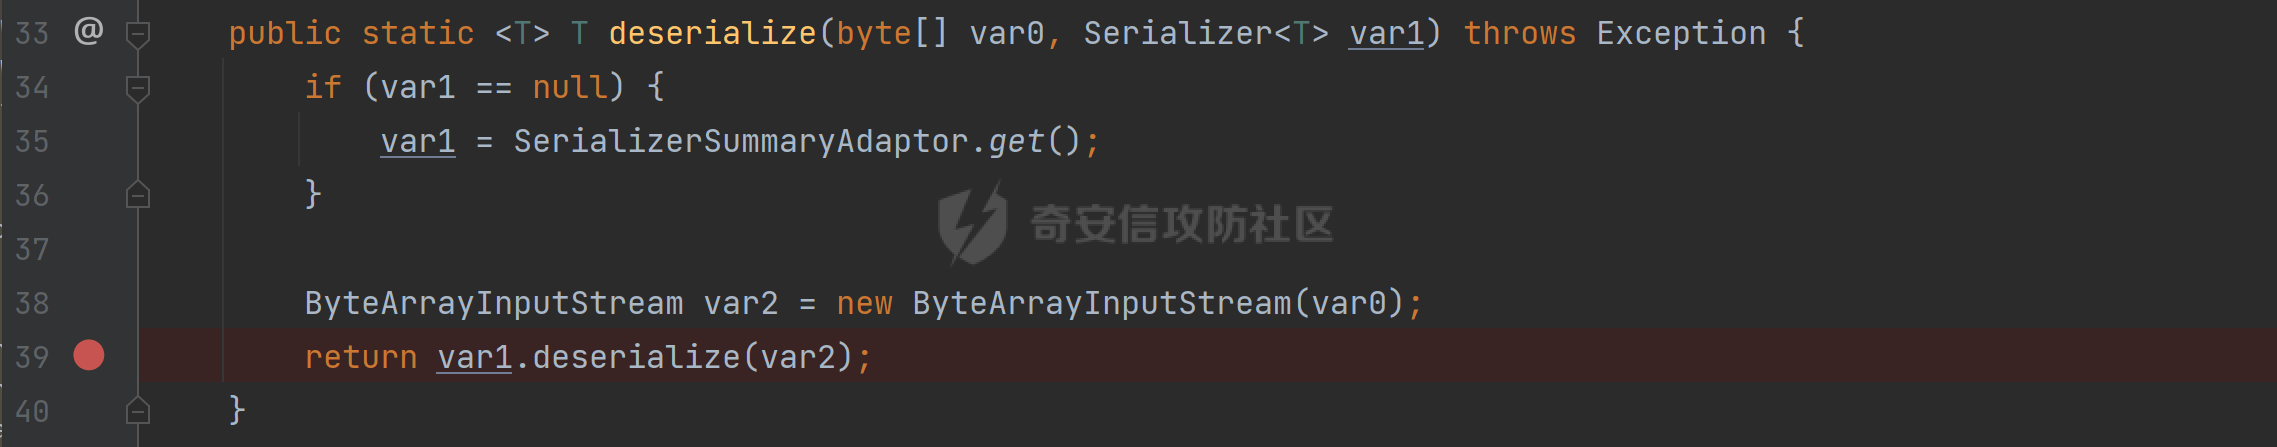 33 @ public static <T> T deserialize(byte[] var0, Serializer<T> var1) throws Exception {
34 if (var1 == null) {
35 var1 = SerializerSummaryAdaptor.get();
36 }
奇安信攻防社区
37
38 ByteArrayInputStream var2 = new ByteArrayInputStream(var0);
39 return var1.deserialize(var2);
40 }